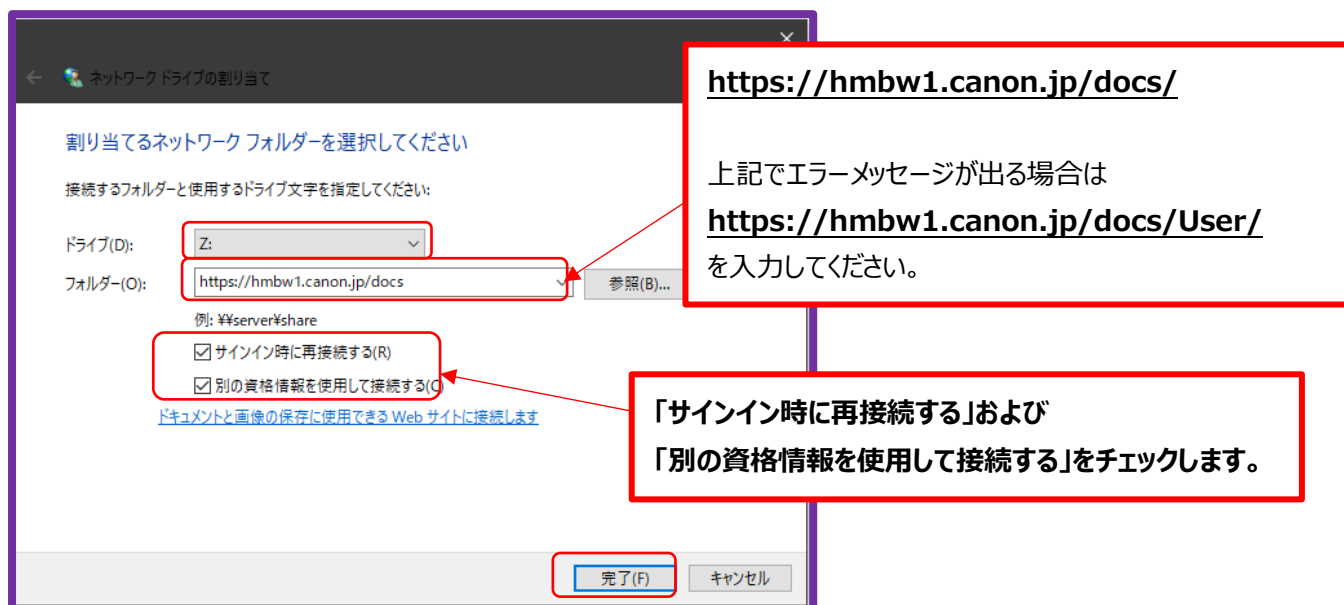 ネットワーク ドライブの割り当て
割り当てるネットワーク フォルダーを選択してください
接続するフォルダーと使用するドライブ文字を指定してください:
ドライブ(D):
Z:
フォルダー(O):
https://hmbw1.canon.jp/docs
参照(B)...
例: ¥¥server¥share
サインイン時に再接続する(R)
別の資格情報を使用して接続する(C)
ドキュメントと画像の保存に使用できる Web サイトに接続します
完了(F)
キャンセル
https://hmbw1.canon.jp/docs/
上記でエラーメッセージが出る場合は
https://hmbw1.canon.jp/docs/User/
を入力してください。
「サインイン時に再接続する」および
「別の資格情報を使用して接続する」をチェックします。